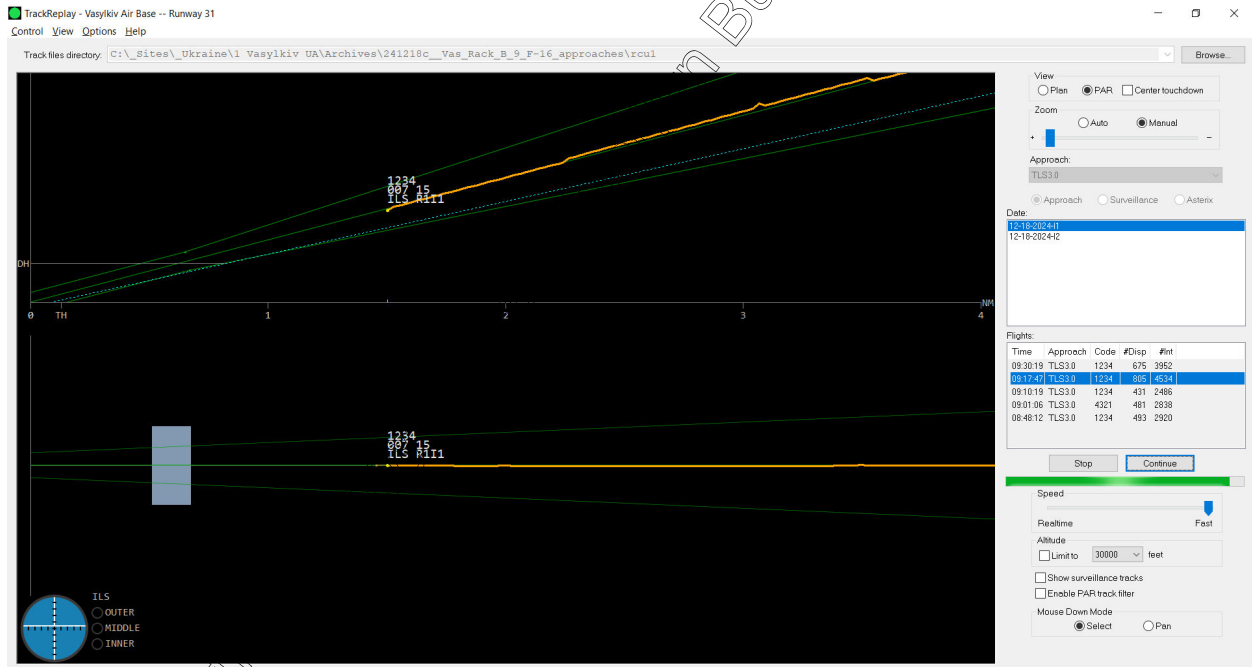 TrackReplay - Vasylkiv Air Base -- Runway 31
Control View Options Help
Track files directory: C:\_Sites\_Ukraine\1 Vasylkiv UA\Archives\241218c__Vas_Rack_B_9_F-16_approaches\rcu1
Browse...
1234
007 15
DH
NM
0 TH 1 2 3 4
1234
007 15
ILS
OUTER
MIDDLE
INNER
View
Plan PAR Center touchdown
Zoom
Auto Manual
+ -
Approach:
TLS3.0
Approach Surveillance Asterix
Date:
12-18-2024-I1
12-18-2024-I2
Flights:
Time Approach Code #Disp #Int
09:30:19 TLS3.0 1234 675 3952
09:17:47 TLS3.0 1234 805 4534
09:10:19 TLS3.0 1234 431 2486
09:01:06 TLS3.0 4321 481 2838
08:48:12 TLS3.0 1234 493 2920
Stop Continue
Speed
Realtime Fast
Altitude
Limit to 30000 feet
Show surveillance tracks
Enable PAR track filter
Mouse Down Mode
Select Pan